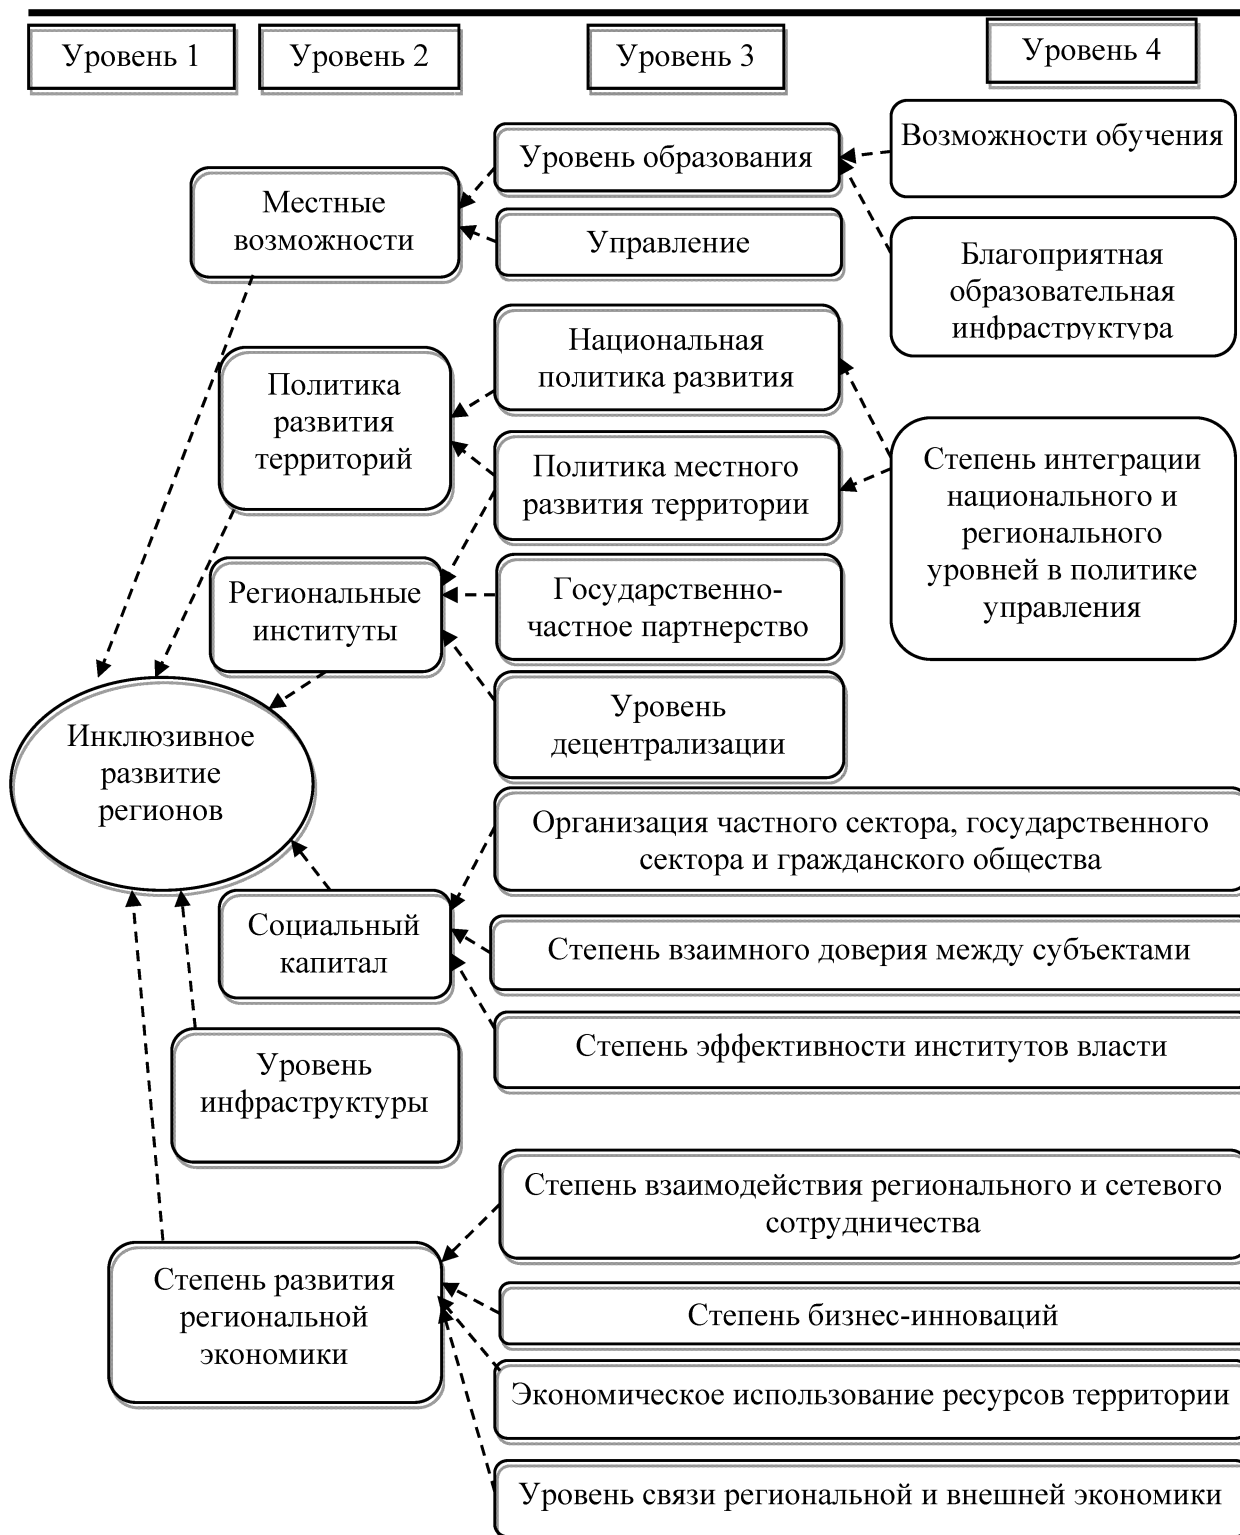 Уровень 1
Уровень 2
Уровень 3
Уровень 4
Местные
возможности
Политика
развития
территорий
Региональные
институты
Инклюзивное
развитие
регионов
Социальный
капитал
Уровень
инфраструктуры
Степень развития
региональной
экономики
Уровень образования
Управление
Национальная
политика развития
Политика местного
развития территории
Государственно-
частное партнерство
Уровень
децентрализации
Организация частного сектора, государственного
сектора и гражданского общества
Степень взаимного доверия между субъектами
Степень эффективности институтов власти
Степень взаимодействия регионального и сетевого
сотрудничества
Степень бизнес-инноваций
Экономическое использование ресурсов территории
Уровень связи региональной и внешней экономики
Возможности обучения
Благоприятная
образовательная
инфраструктура
Степень интеграции
национального и
регионального
уровней в политике
управления